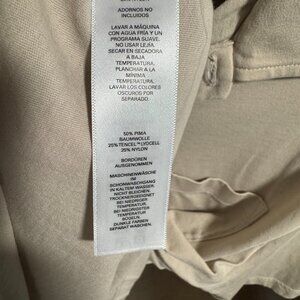 ADORNOS NO
INCLUIDOS
LAVAR A MÁQUINA
CON AGUA FRÍA Y UN
PROGRAMA SUAVE.
NO USAR LEJÍA
SECAR EN SECADORA
A BAJA
TEMPERATURA.
PLANCHAR A LA
MÍNIMA
TEMPERATURA.
LAVAR LOS COLORES
OSCUROS POR
SEPARADO.
50% PIMA
BAUMWOLLE
25% TENCEL™LYOCELL
25% NYLON
BORDÜREN
AUSGENOMMEN
MASCHINENWÄSCHE IM
SCHONWASCHGANG
IN KALTEM WASSER
NICHT BLEICHEN.
TROCKNERGEEIGNET
BEI NIEDRIGER
TEMPERATUR
BEI NIEDRIGER
TEMPERATUR
BÜGELN.
DUNKLE FARBEN
SEPARAT WASCHEN.